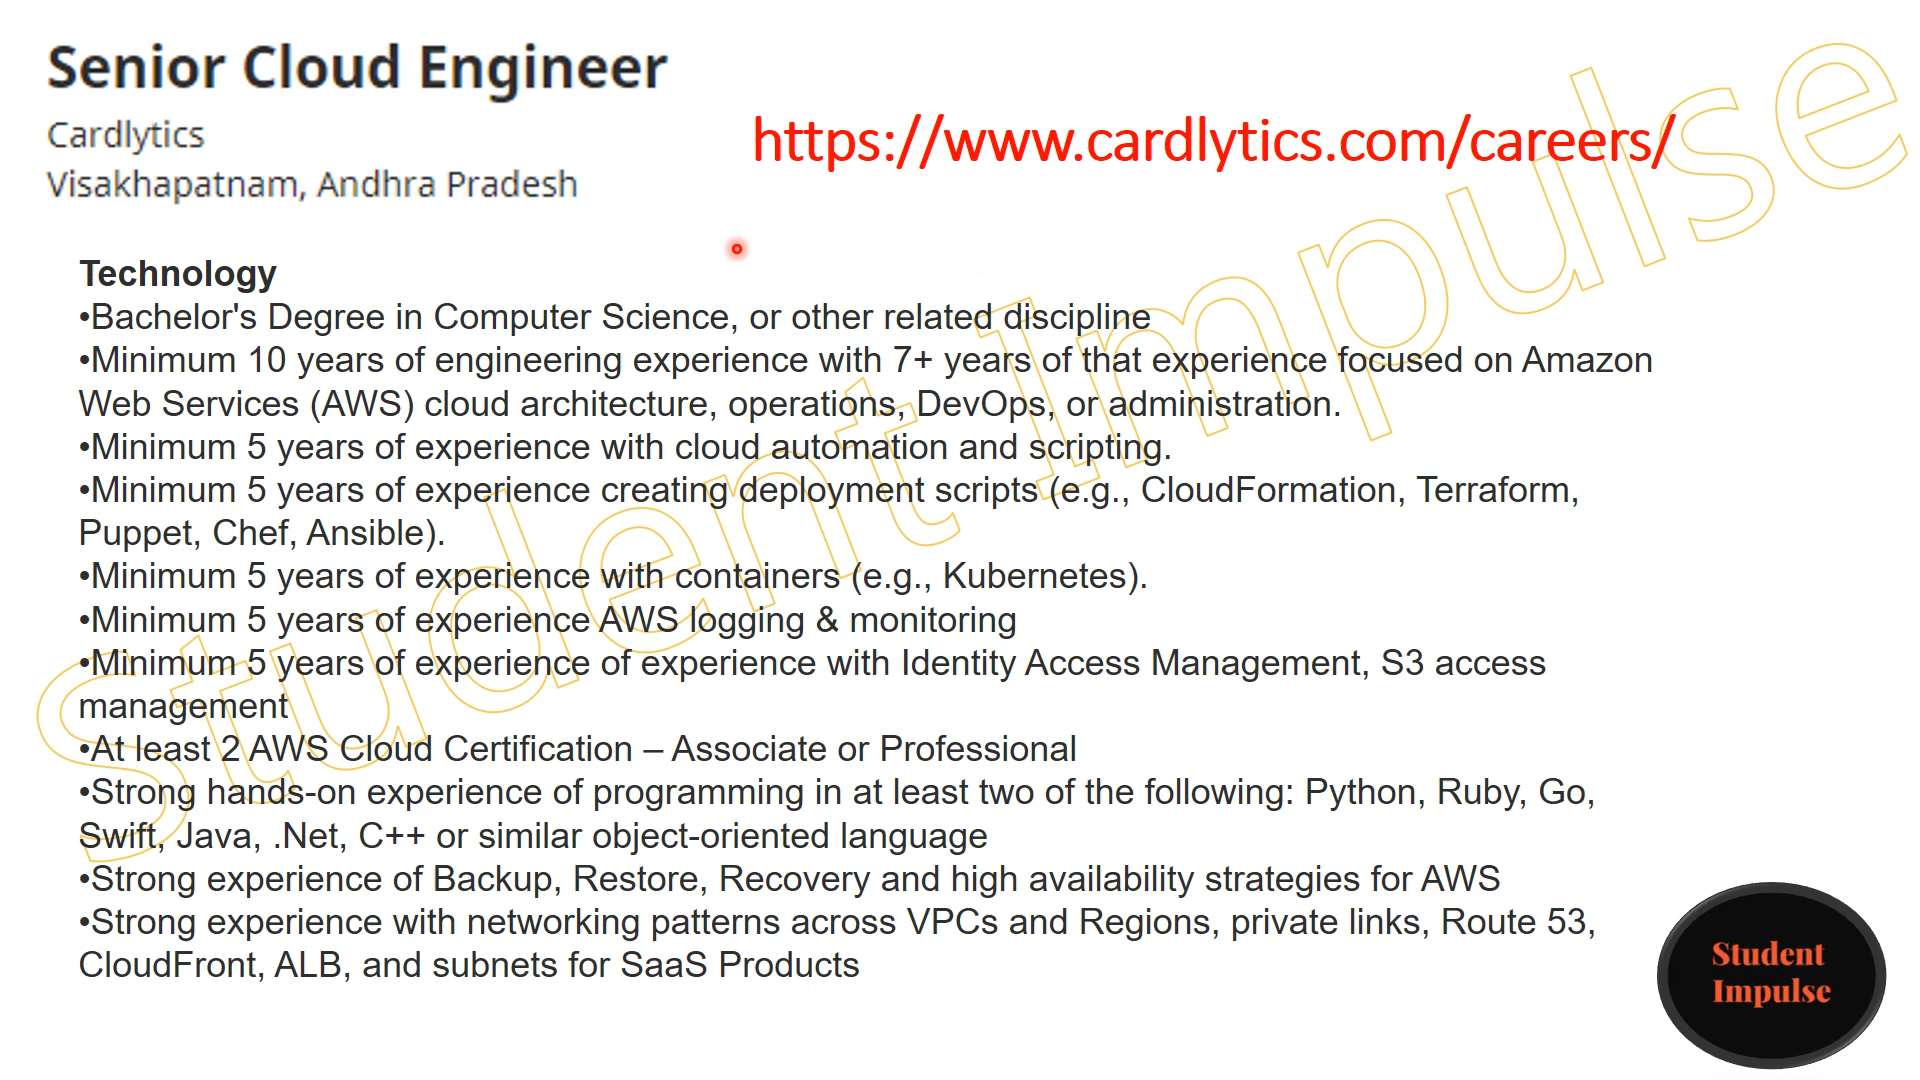 Senior Cloud Engineer
Cardlytics
Visakhapatnam, Andhra Pradesh
https://www.cardlytics.com/careers/
Technology
•Bachelor's Degree in Computer Science, or other related discipline
•Minimum 10 years of engineering experience with 7+ years of that experience focused on Amazon
Web Services (AWS) cloud architecture, operations, DevOps, or administration.
•Minimum 5 years of experience with cloud automation and scripting.
•Minimum 5 years of experience creating deployment scripts (e.g., CloudFormation, Terraform,
Puppet, Chef, Ansible).
•Minimum 5 years of experience with containers (e.g., Kubernetes).
•Minimum 5 years of experience AWS logging & monitoring
•Minimum 5 years of experience of experience with Identity Access Management, S3 access
management
•At least 2 AWS Cloud Certification – Associate or Professional
•Strong hands-on experience of programming in at least two of the following: Python, Ruby, Go,
Swift, Java, .Net, C++ or similar object-oriented language
•Strong experience of Backup, Restore, Recovery and high availability strategies for AWS
•Strong experience with networking patterns across VPCs and Regions, private links, Route 53,
CloudFront, ALB, and subnets for SaaS Products
Student Impulse
Student
Impulse